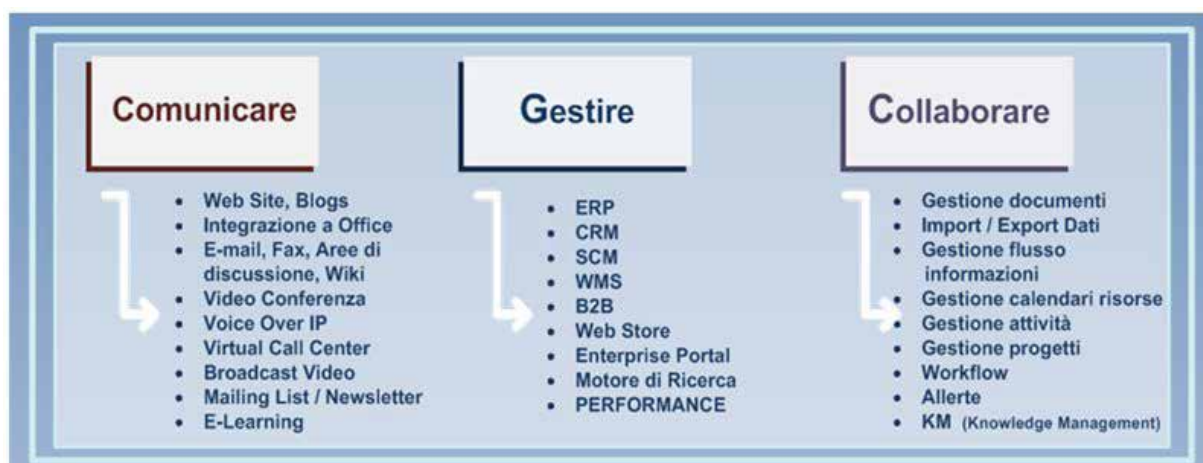 Comunicare
• Web Site, Blogs
• Integrazione a Office
• E-mail, Fax, Aree di
discussione, Wiki
• Video Conferenza
• Voice Over IP
• Virtual Call Center
• Broadcast Video
• Mailing List / Newsletter
• E-Learning
Gestire
• ERP
• CRM
• SCM
• WMS
• B2B
• Web Store
• Enterprise Portal
• Motore di Ricerca
• PERFORMANCE
Collaborare
• Gestione documenti
• Import / Export Dati
• Gestione flusso
informazioni
• Gestione calendari risorse
• Gestione attività
• Gestione progetti
• Workflow
• Allerte
• KM (Knowledge Management)